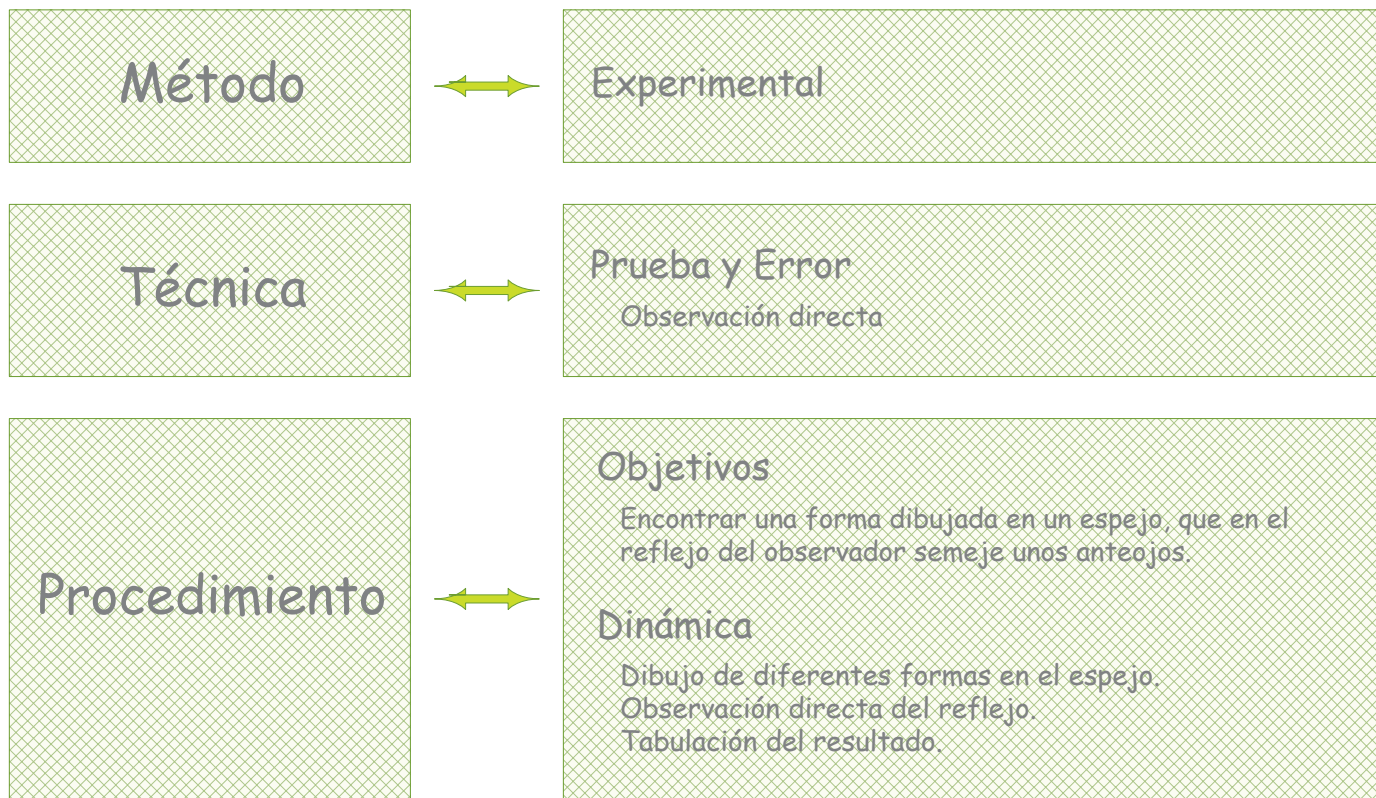 Método
Experimental
Técnica
Prueba y Error
Observación directa
Procedimiento
Objetivos
Encontrar una forma dibujada en un espejo, que en el
reflejo del observador semeje unos anteojos.
Dinámica
Dibujo de diferentes formas en el espejo.
Observación directa del reflejo.
Tabulación del resultado.